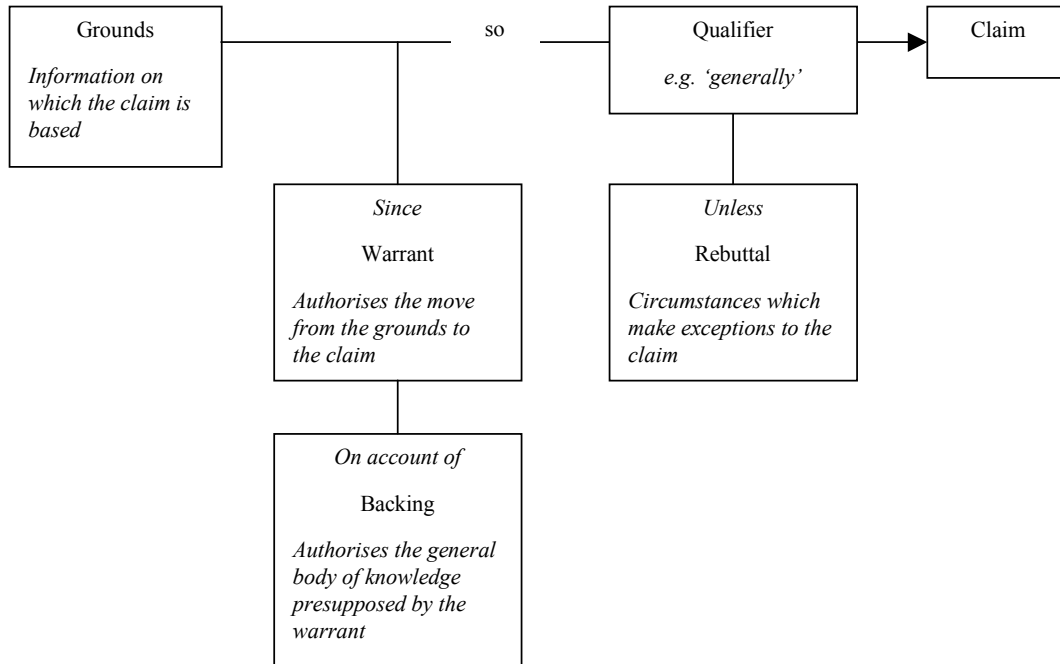 Grounds
Information on
which the claim is
based
so
Qualifier
e.g. ‘generally’
Claim
Since
Warrant
Authorises the move
from the grounds to
the claim
Unless
Rebuttal
Circumstances which
make exceptions to the
claim
On account of
Backing
Authorises the general
body of knowledge
presupposed by the
warrant